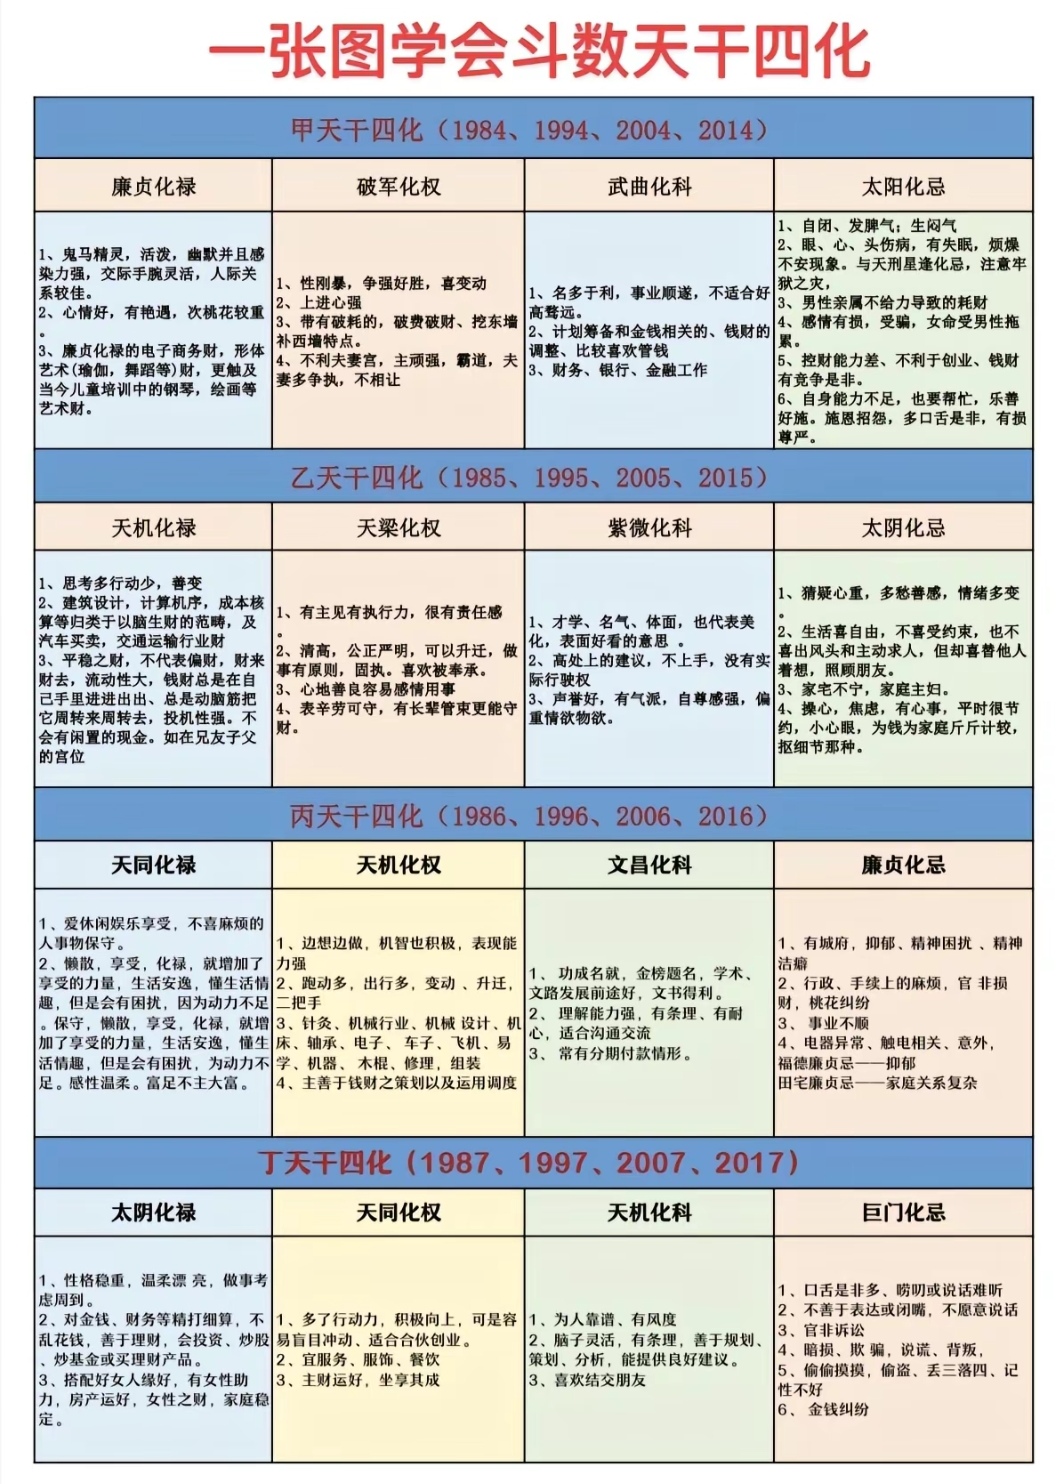 一张图学会斗数天干四化
甲天干四化（1984、1994、2004、2014）
廉贞化禄
破军化权
武曲化科
太阳化忌
1、鬼马精灵，活泼，幽默并且感
染力强，交际手腕灵活，人际关
系较佳。
2、心情好，有艳遇，次桃花较重
。
3、廉贞化禄的电子商务财，形体
艺术(瑜伽，舞蹈等)财，更触及
当今儿童培训中的钢琴，绘画等
艺术财。
1、性刚暴，争强好胜，喜变动
2、上进心强
3、带有破耗的，破费破财、挖东墙
补西墙特点。
4、不利夫妻宫，主顽强，霸道，夫
妻多争执，不相让
1、名多于利，事业顺遂，不适合好
高骛远。
2、计划筹备和金钱相关的、钱财的
调整、比较喜欢管钱
3、财务、银行、金融工作
1、自闭、发脾气；生闷气
2、眼、心、头伤病，有失眠，烦燥
不安现象。与天刑星逢化忌，注意牢
狱之灾，
3、男性亲属不给力导致的耗财
4、感情有损，受骗，女命受男性拖
累。
5、控财能力差、不利于创业、钱财
有竞争是非。
6、自身能力不足，也要帮忙，乐善
好施。施恩招怨，多口舌是非，有损
尊严。
乙天干四化（1985、1995、2005、2015）
天机化禄
天梁化权
紫微化科
太阴化忌
1、思考多行动少，善变
2、建筑设计，计算机序，成本核
算等归类于以脑生财的范畴，及
汽车买卖，交通运输行业财
3、平稳之财，不代表偏财，财来
财去，流动性大，钱财总是在自
己手里进进出出、总是动脑筋把
它周转来周转去，投机性强。不
会有闲置的现金。如在兄友子父
的宫位
1、有主见有执行力，很有责任感
。
2、清高，公正严明，可以升迁，做
事有原则，固执。喜欢被奉承。
3、心地善良容易感情用事
4、表辛劳可守，有长辈管束更能守
财。
1、才学、名气、体面，也代表美
化，表面好看的意思 。
2、高处上的建议，不上手，没有实
际行驶权
3、声誉好，有气派，自尊感强，偏
重情欲物欲。
1、猜疑心重，多愁善感，情绪多变
。
2、生活喜自由，不喜受约束，也不
喜出风头和主动求人，但却喜替他人
着想，照顾朋友。
3、家宅不宁，家庭主妇。
4、操心，焦虑，有心事，平时很节
约，小心眼，为钱为家庭斤斤计较，
抠细节那种。
丙天干四化（1986、1996、2006、2016）
天同化禄
天机化权
文昌化科
廉贞化忌
1、爱休闲娱乐享受，不喜麻烦的
人事物保守。
2、懒散，享受，化禄，就增加了
享受的力量，生活安逸，懂生活情
趣，但是会有困扰，因为动力不足
。保守，懒散，享受，化禄，就增
加了享受的力量，生活安逸，懂生
活情趣，但是会有困扰，为动力不
足。感性温柔。富足不主大富。
1、边想边做，机智也积极，表现能
力强
2、跑动多，出行多，变动 、升迁，
二把手
3、针灸、机械行业、机械 设计、机
床、轴承、电子、 车子、飞机、易
学、机器、 木棍、修理，组装
4、主善于钱财之策划以及运用调度
1、 功成名就，金榜题名，学术、
文路发展前途好，文书得利。
2、 理解能力强，有条理、有耐
心，适合沟通交流
3、 常有分期付款情形。
1、有城府，抑郁、精神困扰 、精神
洁癖
2、行政、手续上的麻烦，官 非损
财，桃花纠纷
3、 事业不顺
4、电器异常、触电相关、意外，
福德廉贞忌——抑郁
田宅廉贞忌——家庭关系复杂
丁天干四化（1987、1997、2007、2017）
太阴化禄
天同化权
天机化科
巨门化忌
1、性格稳重，温柔漂 亮，做事考
虑周到。
2、对金钱、财务等精打细算，不
乱花钱，善于理财，会投资、炒股
、炒基金或买理财产品。
3、搭配好女人缘好，有女性助
力，房产运好，女性之财，家庭稳
定。
1、多了行动力，积极向上，可是容
易盲目冲动、适合合伙创业。
2、宜服务、服饰、餐饮
3、主财运好，坐享其成
1、为人靠谱、有风度
2、脑子灵活，有条理，善于规划、
策划、分析，能提供良好建议。
3、喜欢结交朋友
1、口舌是非多、唠叨或说话难听
2、不善于表达或闭嘴，不愿意说话
3、官非诉讼
4、暗损、欺 骗，说谎、背叛，
5、偷偷摸摸，偷盗、丢三落四、记
性不好
6、 金钱纠纷